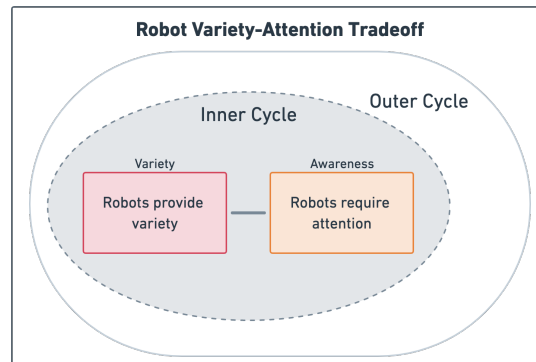 Robot Variety-Attention Tradeoff
Outer Cycle
Inner Cycle
Variety
Robots provide
variety
Awareness
Robots require
attention